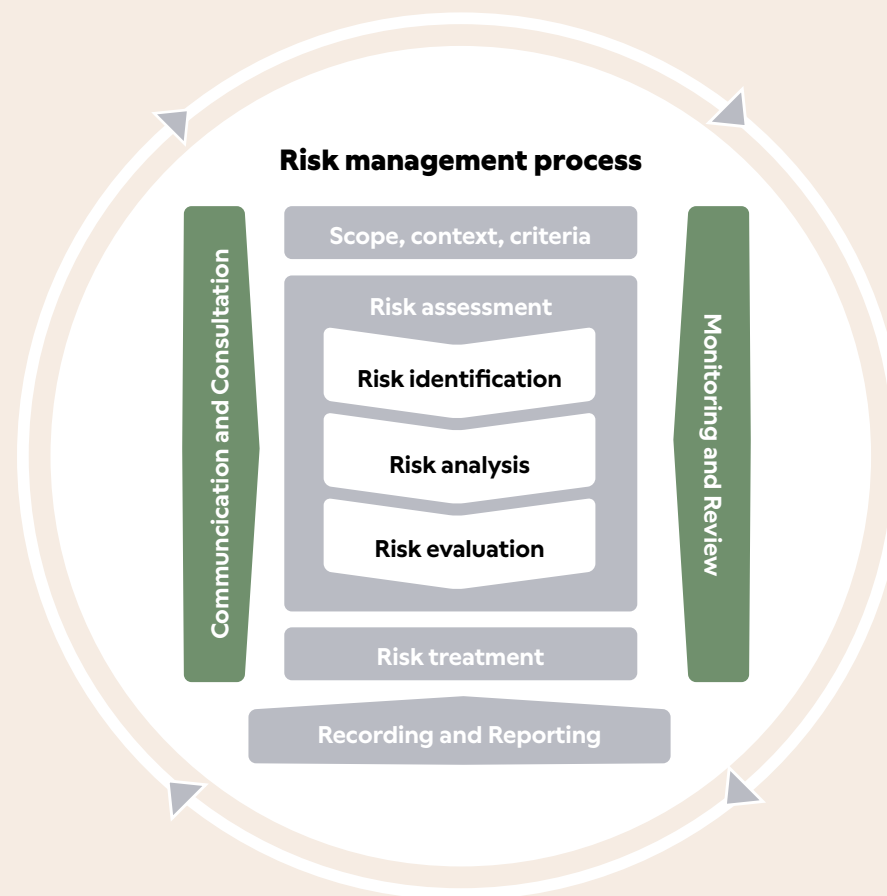 Risk management process
Scope, context, criteria
Risk assessment
Risk identification
Risk analysis
Risk evaluation
Risk treatment
Recording and Reporting
Communcication and Consultation
Monitoring and Review